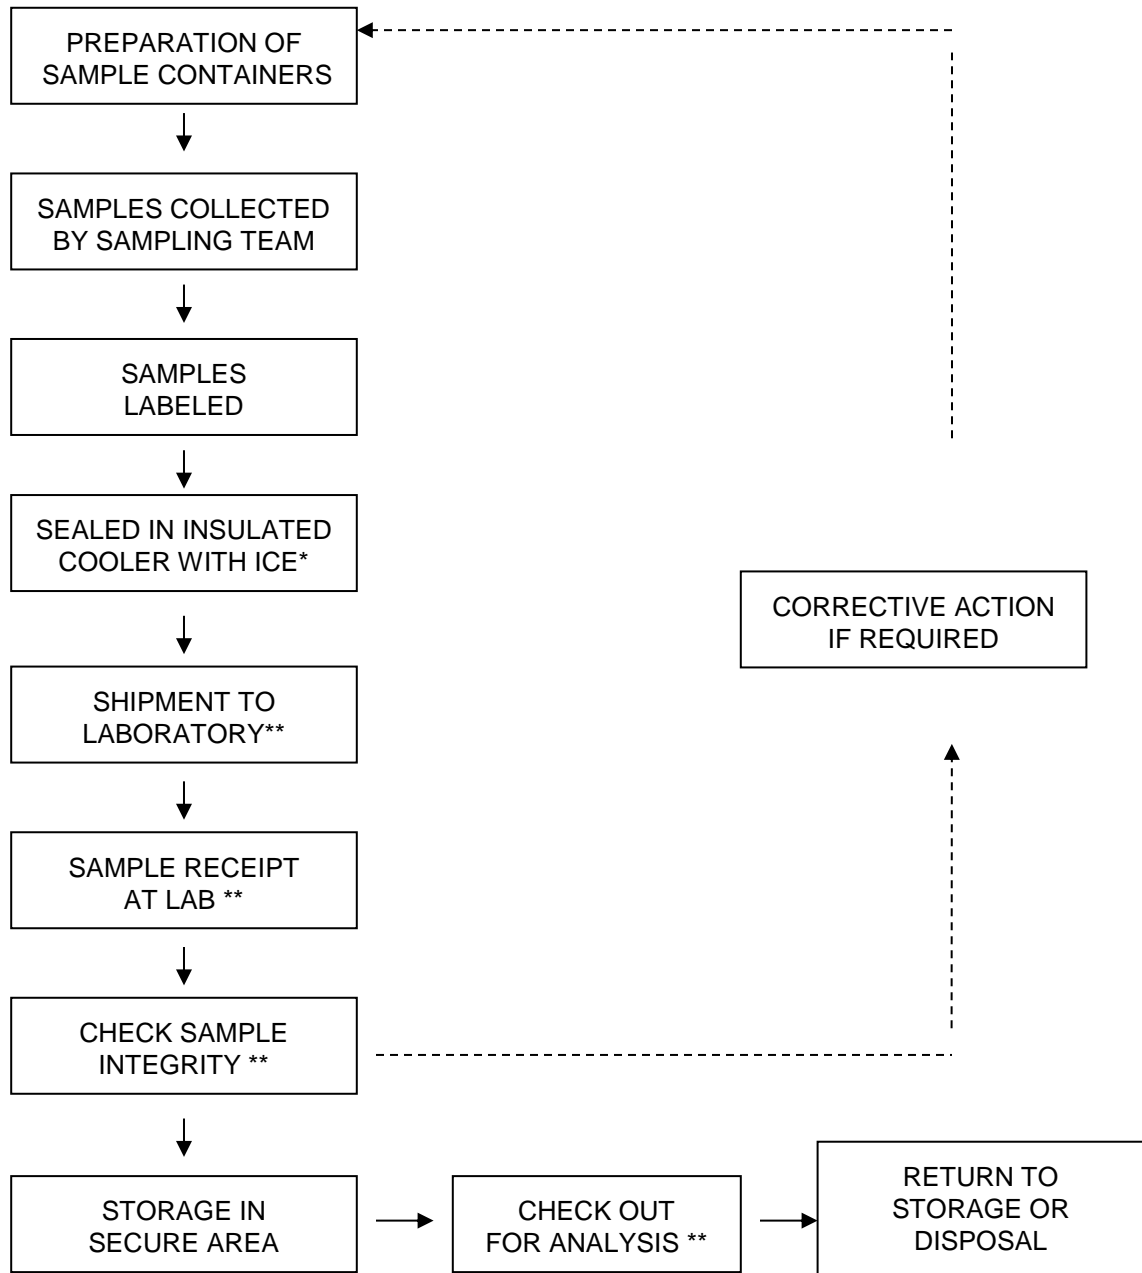 PREPARATION OF
SAMPLE CONTAINERS
SAMPLES COLLECTED
BY SAMPLING TEAM
SAMPLES
LABELED
SEALED IN INSULATED
COOLER WITH ICE*
CORRECTIVE ACTION
IF REQUIRED
SHIPMENT TO
LABORATORY**
SAMPLE RECEIPT
AT LAB **
CHECK SAMPLE
INTEGRITY **
STORAGE IN
SECURE AREA
CHECK OUT
FOR ANALYSIS **
RETURN TO
STORAGE OR
DISPOSAL